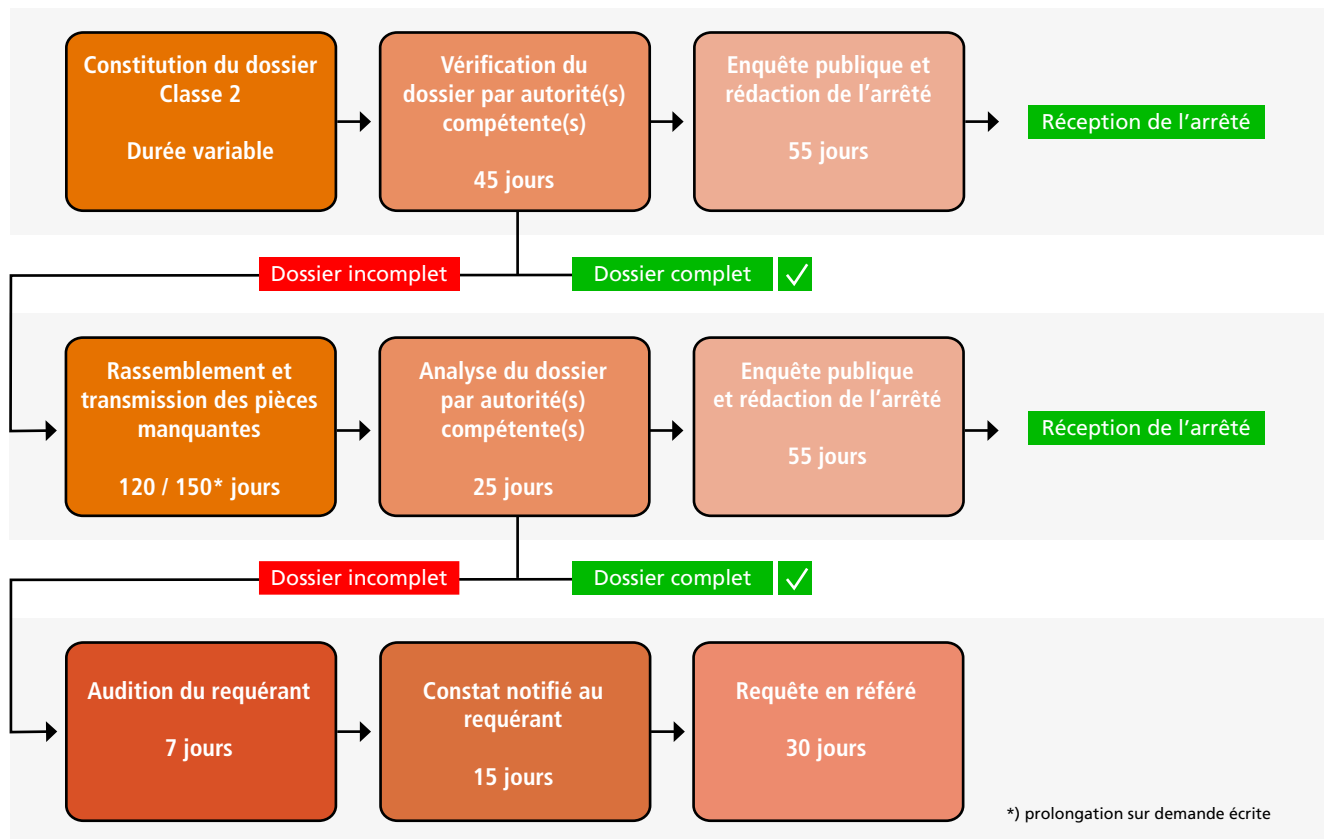 Constitution du dossier
Classe 2
Durée variable
Vérification du
dossier par autorité(s)
compétente(s)
45 jours
Enquête publique et
rédaction de l'arrêté
55 jours
Réception de l'arrêté
Dossier incomplet
Dossier complet
Rassemblement et
transmission des pièces
manquantes
120 / 150* jours
Analyse du dossier
par autorité(s)
compétente(s)
25 jours
Enquête publique
et rédaction de l'arrêté
55 jours
Réception de l'arrêté
Dossier incomplet
Dossier complet
Audition du requérant
7 jours
Constat notifié au
requérant
15 jours
Requête en référé
30 jours
*) prolongation sur demande écrite